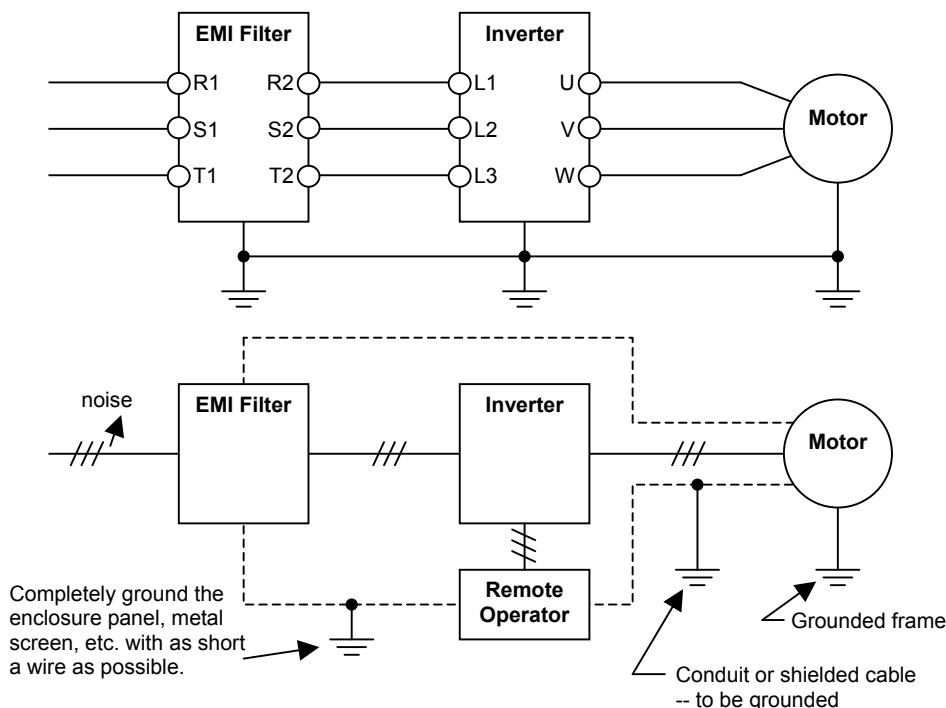 EMI Filter
Inverter
R1
R2
L1
U
S1
S2
L2
V
Motor
T1
T2
L3
W
noise
EMI Filter
Inverter
Motor
Completely ground the
enclosure panel, metal
screen, etc. with as short
a wire as possible.
Remote
Operator
Grounded frame
Conduit or shielded cable
-- to be grounded